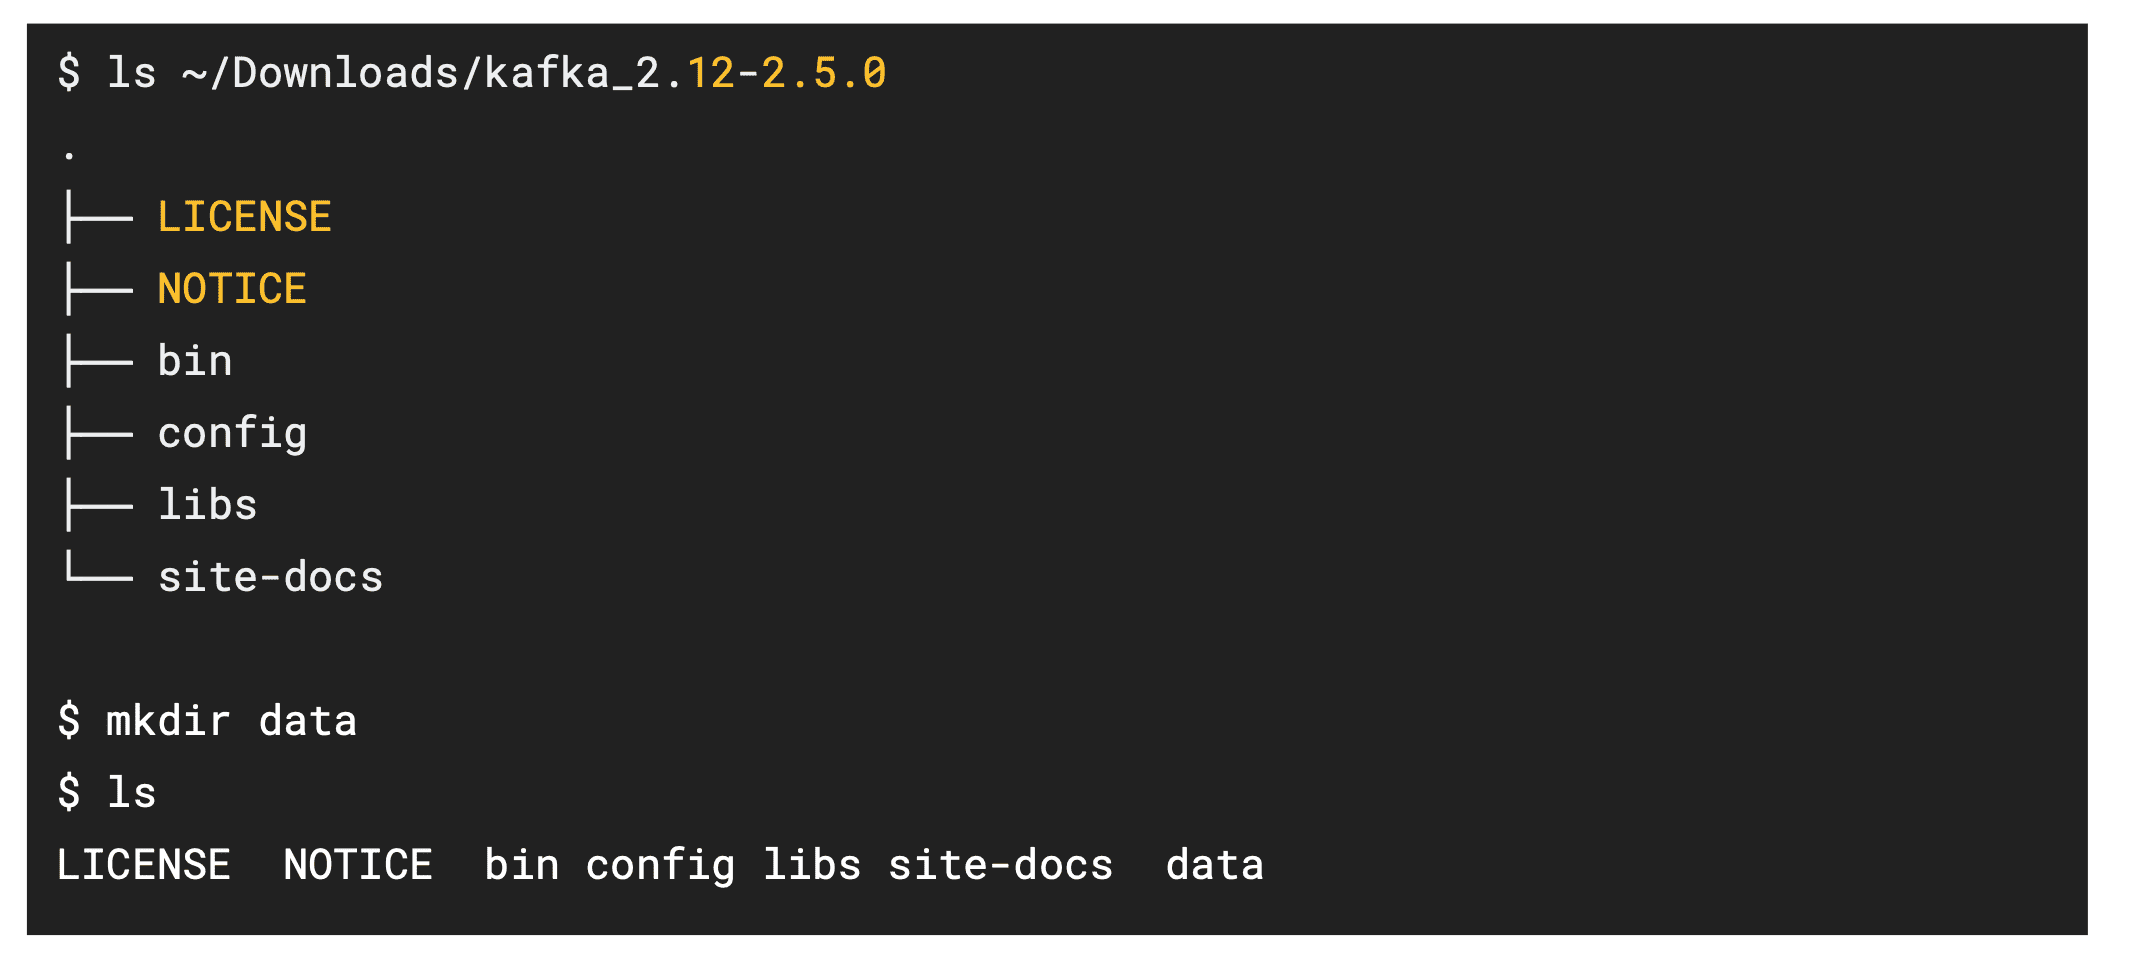 $ ls ~/Downloads/kafka_2.12-2.5.0
.
├── LICENSE
├── NOTICE
├── bin
├── config
├── libs
└── site-docs
$ mkdir data
$ ls
LICENSE  NOTICE  bin config libs site-docs  data